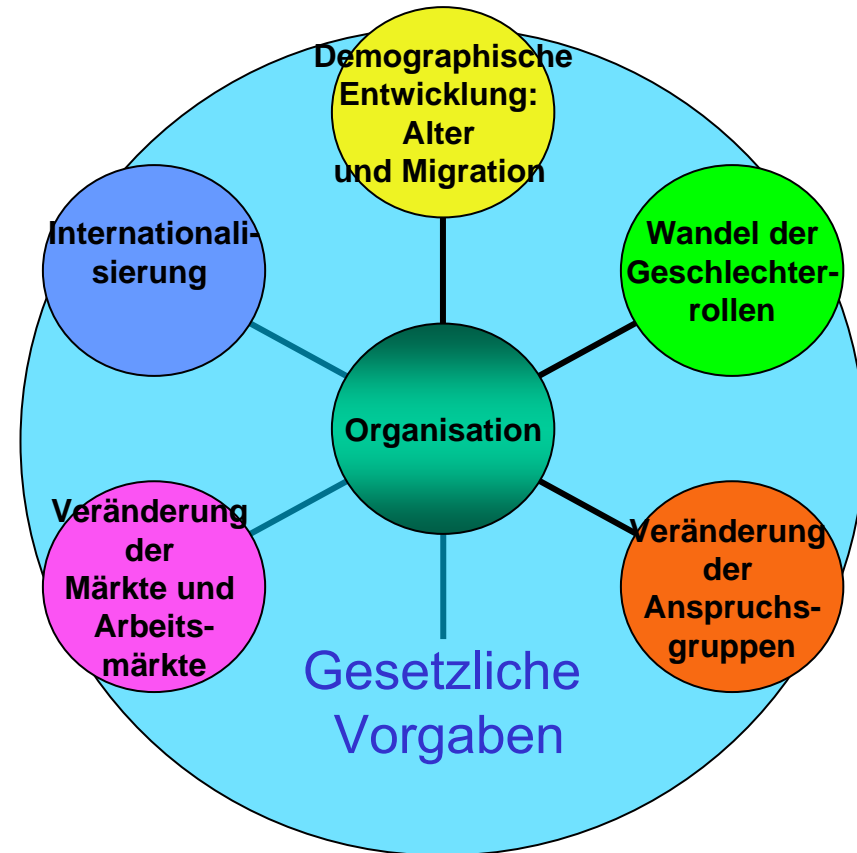 Demographische
Entwicklung:
Alter
und Migration
Internationali-
sierung
Wandel der
Geschlechter-
rollen
Organisation
Veränderung
der
Märkte und
Arbeits-
märkte
Veränderung
der
Anspruchs-
gruppen
Gesetzliche
Vorgaben